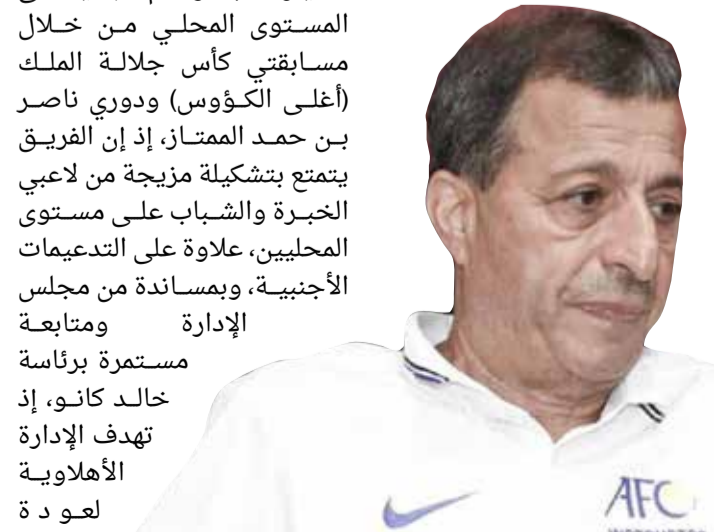 المستوى المحلي من خلال
مسابقتي كأس جلالة الملك
(أغلى الكؤوس) ودوري ناصر
بن حمد الممتاز، إذ إن الفريق
يتمتع بتشكيلة مزيجة من لاعبي
الخبرة والشباب على مستوى
المحليين، علاوة على التدعيمات
الأجنبية، وبمساندة من مجلس
الإدارة ومتابعة
مستمرة برئاسة
خالد كانو، إذ
تهدف الإدارة
الأهلاوية
لعودة
AFC